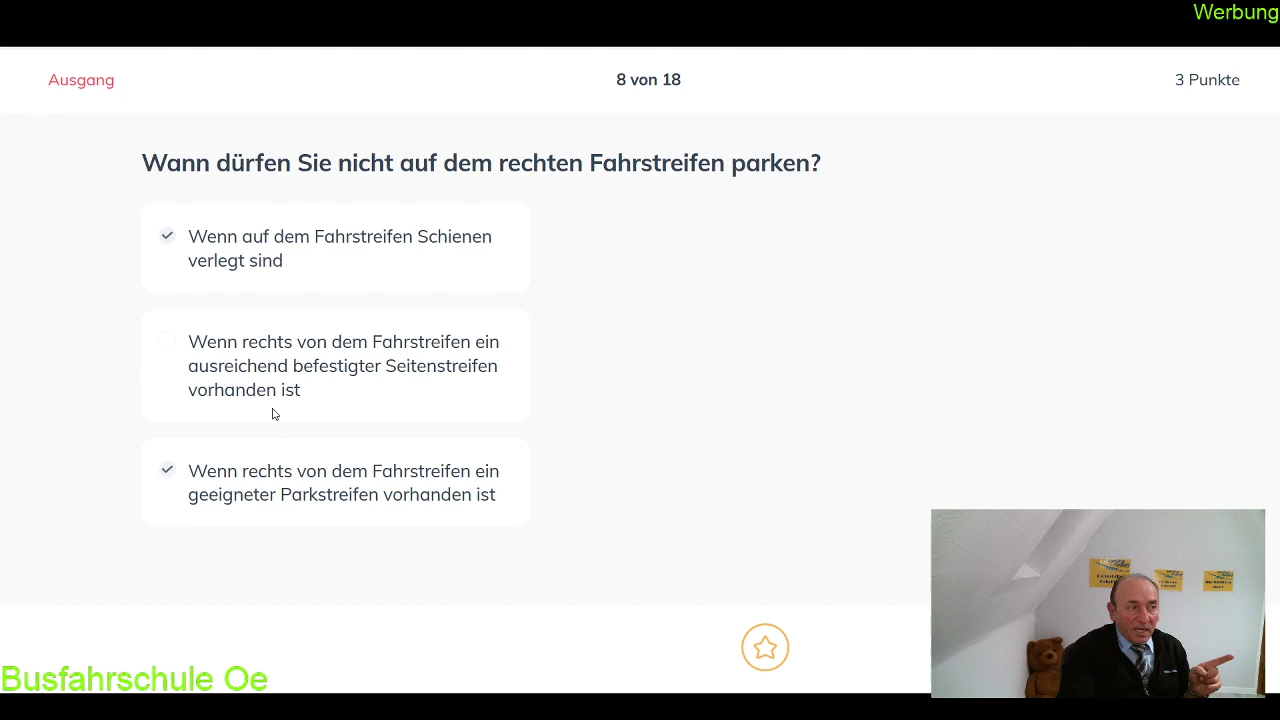 Werbung
Ausgang
8 von 18
3 Punkte
Wann dürfen Sie nicht auf dem rechten Fahrstreifen parken?
Wenn auf dem Fahrstreifen Schienen
verlegt sind
Wenn rechts von dem Fahrstreifen ein
ausreichend befestigter Seitenstreifen
vorhanden ist
Wenn rechts von dem Fahrstreifen ein
geeigneter Parkstreifen vorhanden ist
Busfahrschule Oe